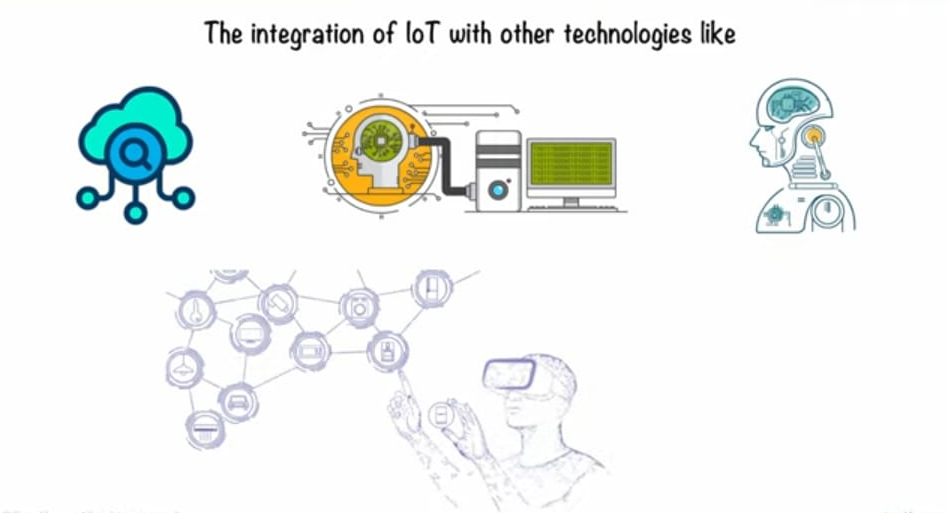 The integration of IoT with other technologies like